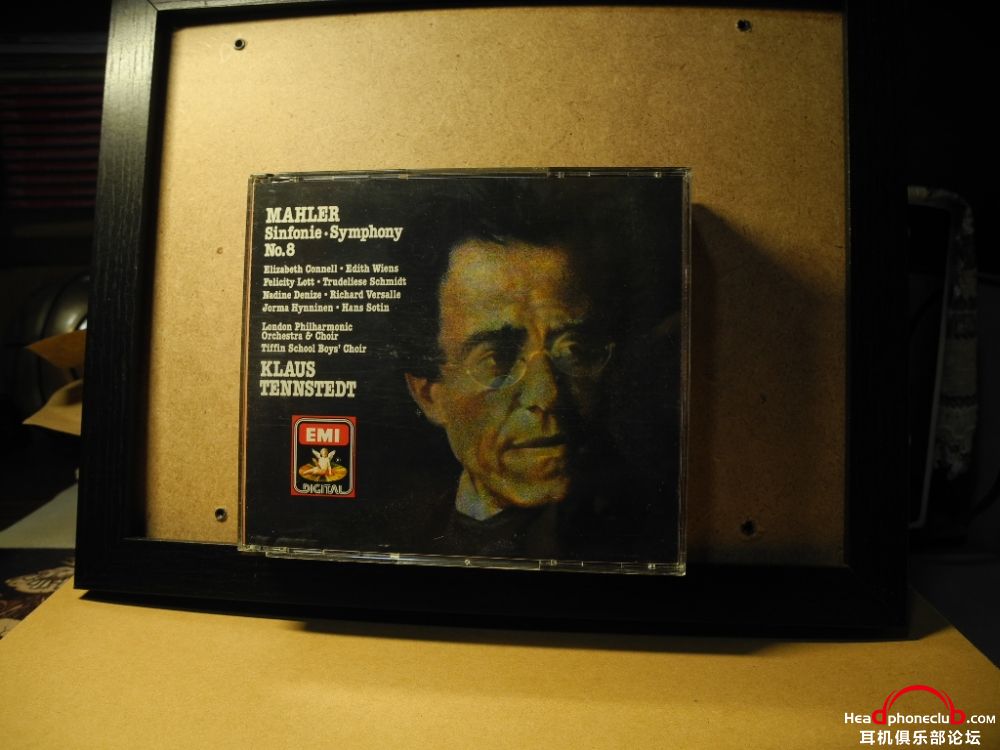 MAHLER
Sinfonie • Symphony
No.8
Elizabeth Connell • Edith Wiens
Felicity Lott • Trudeliese Schmidt
Nadine Denize • Richard Versalle
Jorma Hynninen • Hans Sotin
London Philharmonic
Orchestra & Choir
Tiffin School Boys' Choir
KLAUS
TENNSTEDT
EMI
DIGITAL
Headphoneclub.com
耳机俱乐部论坛